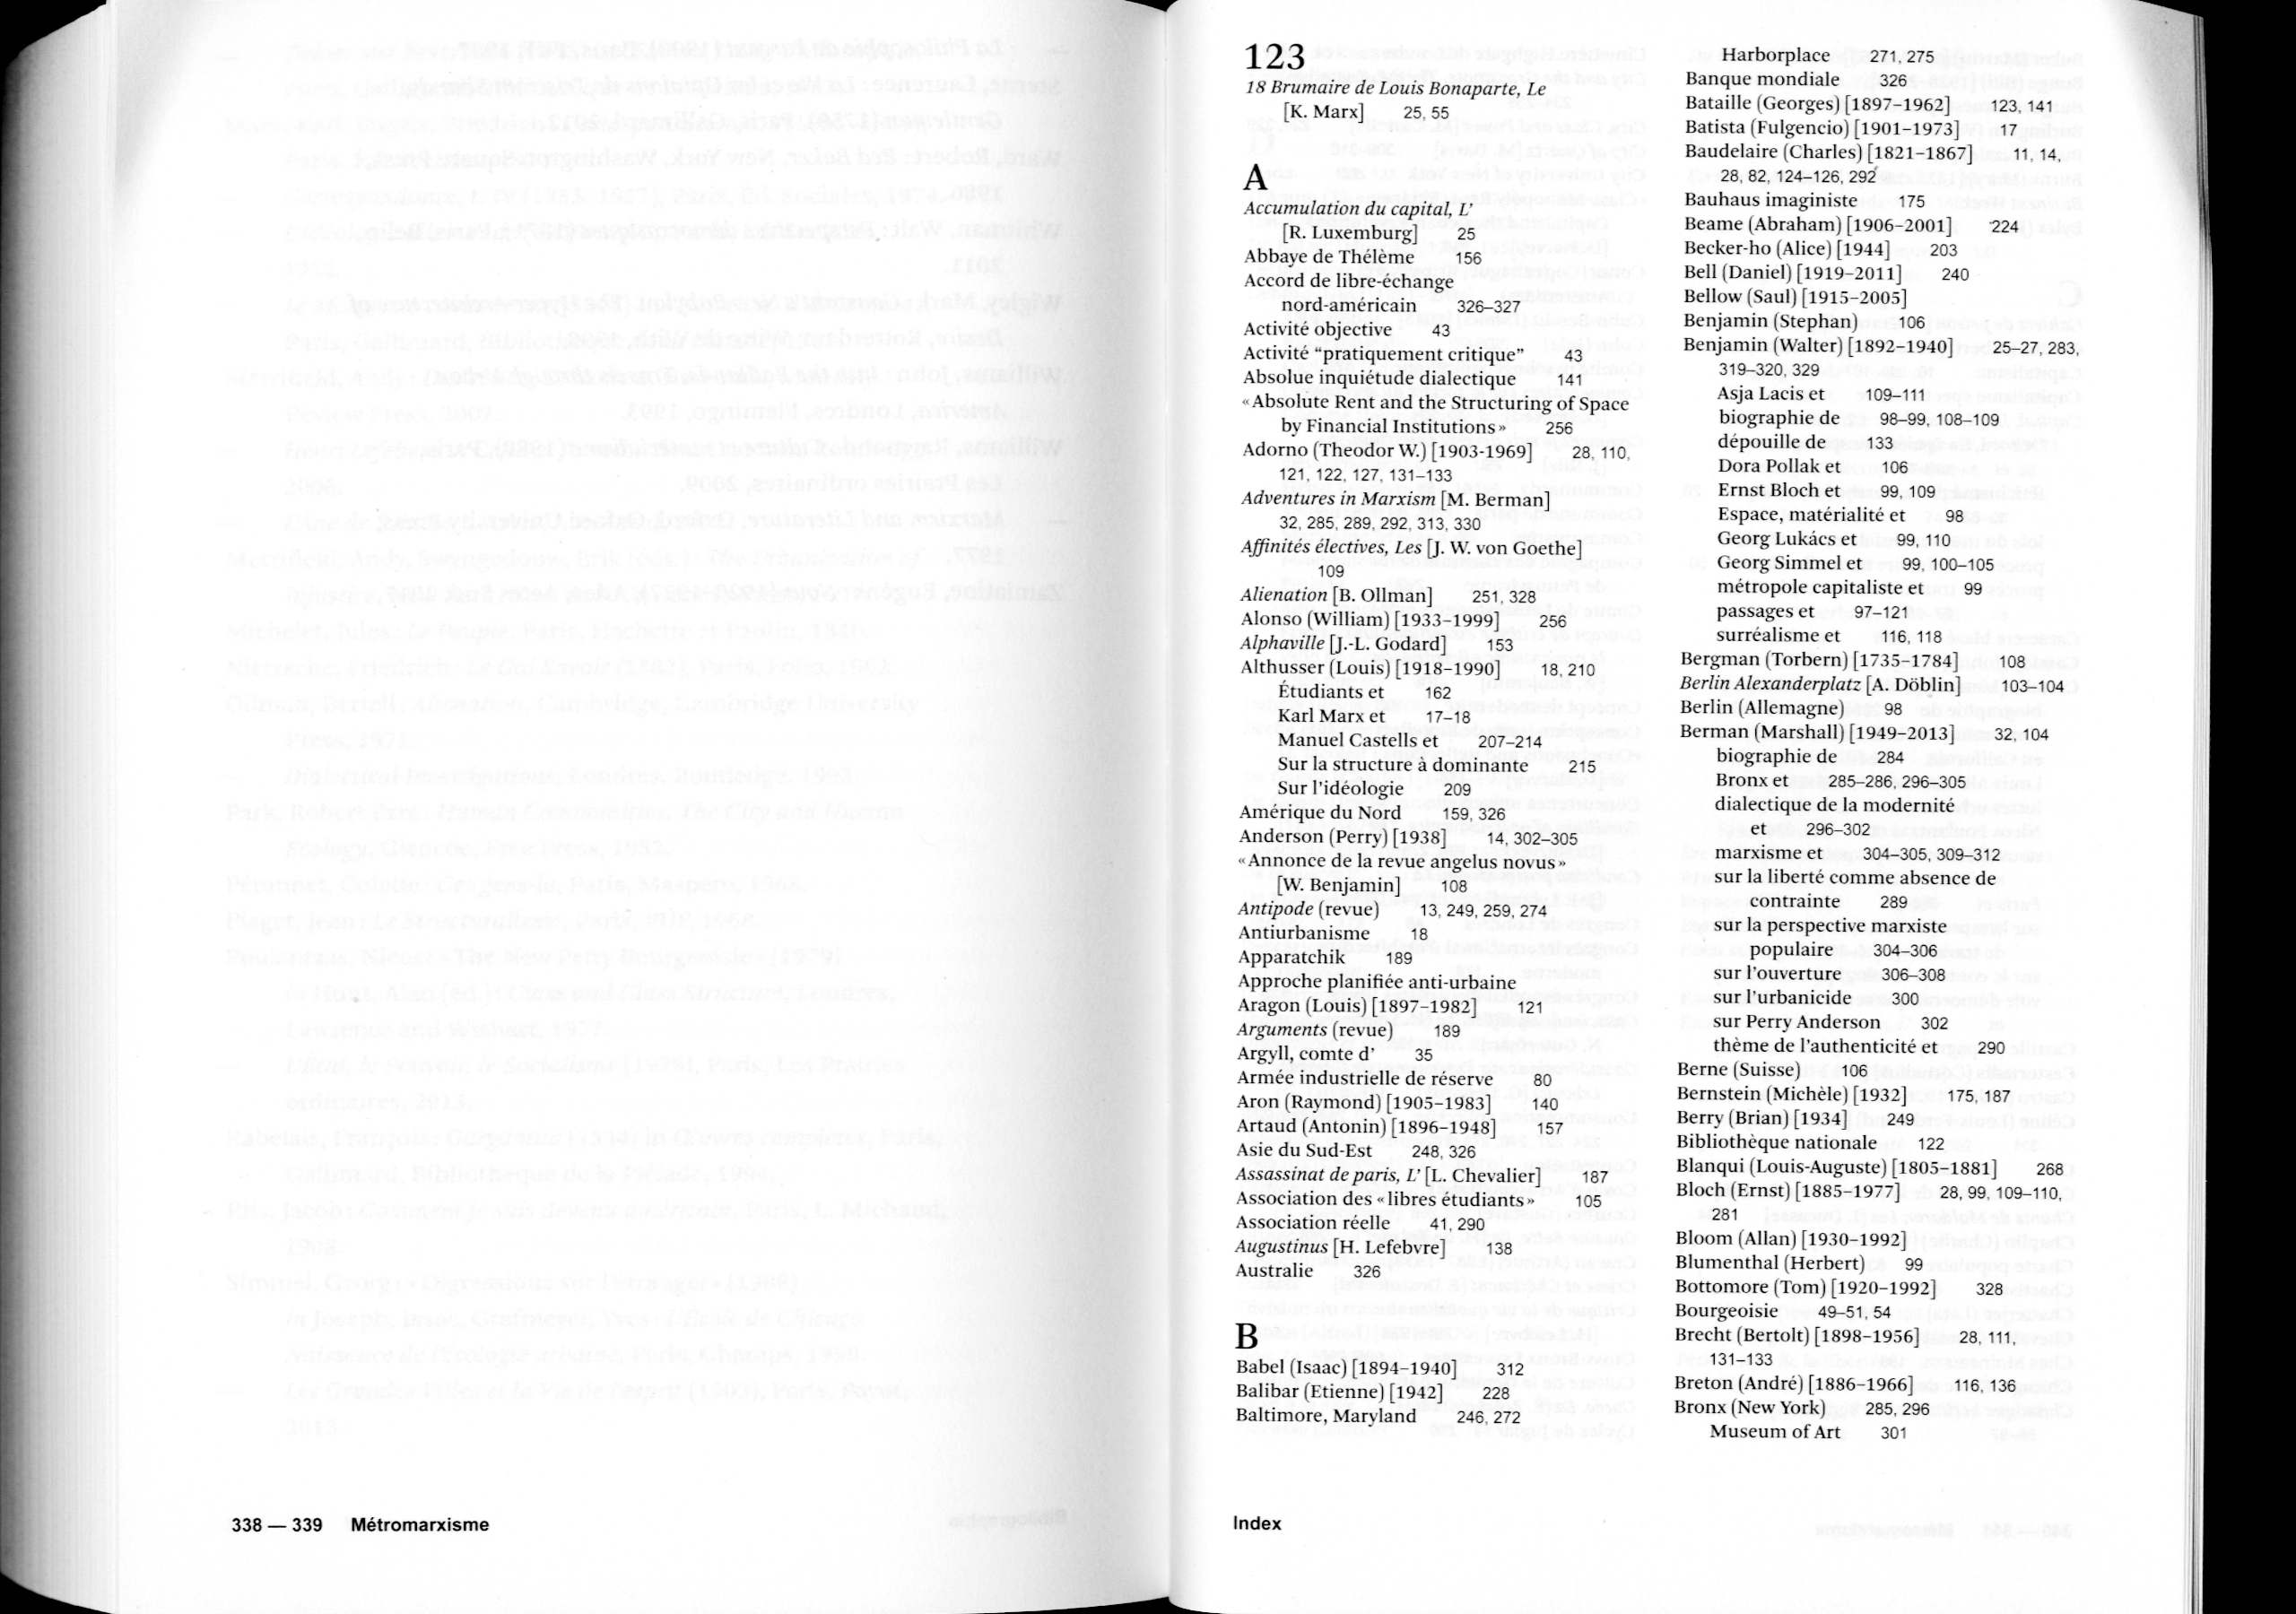 338 — 339 Métromarxisme
123
18 Brumaire de Louis Bonaparte, Le
[K. Marx] 25, 55
A
Accumulation du capital, L’
[R. Luxemburg] 25
Abbaye de Thélème 156
Accord de libre-échange
nord-américain 326–327
Activité objective 43
Activité “pratiquement critique” 43
Absolue inquiétude dialectique 141
«Absolute Rent and the Structuring of Space
by Financial Institutions» 256
Adorno (Theodor W.) [1903-1969] 28, 110,
121, 122, 127, 131–133
Adventures in Marxism [M. Berman]
32, 285, 289, 292, 313, 330
Affinités électives, Les [J. W. von Goethe]
109
Alienation [B. Ollman] 251, 328
Alonso (William) [1933–1999] 256
Alphaville [J.-L. Godard] 153
Althusser (Louis) [1918–1990] 18, 210
Étudiants et 162
Karl Marx et 17–18
Manuel Castells et 207–214
Sur la structure à dominante 215
Sur l’idéologie 209
Amérique du Nord 159, 326
Anderson (Perry) [1938] 14, 302–305
«Annonce de la revue angelus novus»
[W. Benjamin] 108
Antipode (revue) 13, 249, 259, 274
Antiurbanisme 18
Apparatchik 189
Approche planifiée anti-urbaine
Aragon (Louis) [1897–1982] 121
Arguments (revue) 189
Argyll, comte d’ 35
Armée industrielle de réserve 80
Aron (Raymond) [1905–1983] 140
Artaud (Antonin) [1896–1948] 157
Asie du Sud-Est 248, 326
Assassinat de paris, L’ [L. Chevalier] 187
Association des «libres étudiants» 105
Association réelle 41, 290
Augustinus [H. Lefebvre] 138
Australie 326
B
Babel (Isaac) [1894–1940] 312
Balibar (Etienne) [1942] 228
Baltimore, Maryland 246, 272
Harborplace 271, 275
Banque mondiale 326
Bataille (Georges) [1897–1962] 123, 141
Batista (Fulgencio) [1901–1973] 17
Baudelaire (Charles) [1821–1867] 11, 14,
28, 82, 124–126, 292
Bauhaus imaginiste 175
Beame (Abraham) [1906–2001] 224
Becker-ho (Alice) [1944] 203
Bell (Daniel) [1919–2011] 240
Bellow (Saul) [1915–2005]
Benjamin (Stephan) 106
Benjamin (Walter) [1892–1940] 25–27, 283,
319–320, 329
Asja Lacis et 109–111
biographie de 98–99, 108–109
dépouille de 133
Dora Pollak et 106
Ernst Bloch et 99, 109
Espace, matérialité et 98
Georg Lukács et 99, 110
Georg Simmel et 99, 100–105
métropole capitaliste et 99
passages et 97–121
surréalisme et 116, 118
Bergman (Torbern) [1735–1784] 108
Berlin Alexanderplatz [A. Döblin] 103–104
Berlin (Allemagne) 98
Berman (Marshall) [1949–2013] 32, 104
biographie de 284
Bronx et 285–286, 296–305
dialectique de la modernité
et 296–302
marxisme et 304–305, 309–312
sur la liberté comme absence de
contrainte 289
sur la perspective marxiste
populaire 304–306
sur l’ouverture 306–308
sur l’urbanicide 300
sur Perry Anderson 302
thème de l’authenticité et 290
Berne (Suisse) 106
Bernstein (Michèle) [1932] 175, 187
Berry (Brian) [1934] 249
Bibliothèque nationale 122
Blanqui (Louis-Auguste) [1805–1881] 268
Bloch (Ernst) [1885–1977] 28, 99, 109–110,
281
Bloom (Allan) [1930–1992]
Blumenthal (Herbert) 99
Bottomore (Tom) [1920–1992] 328
Bourgeoisie 49–51, 54
Brecht (Bertolt) [1898–1956] 28, 111,
131–133
Breton (André) [1886–1966] 116, 136
Bronx (New York) 285, 296
Museum of Art 301
Index